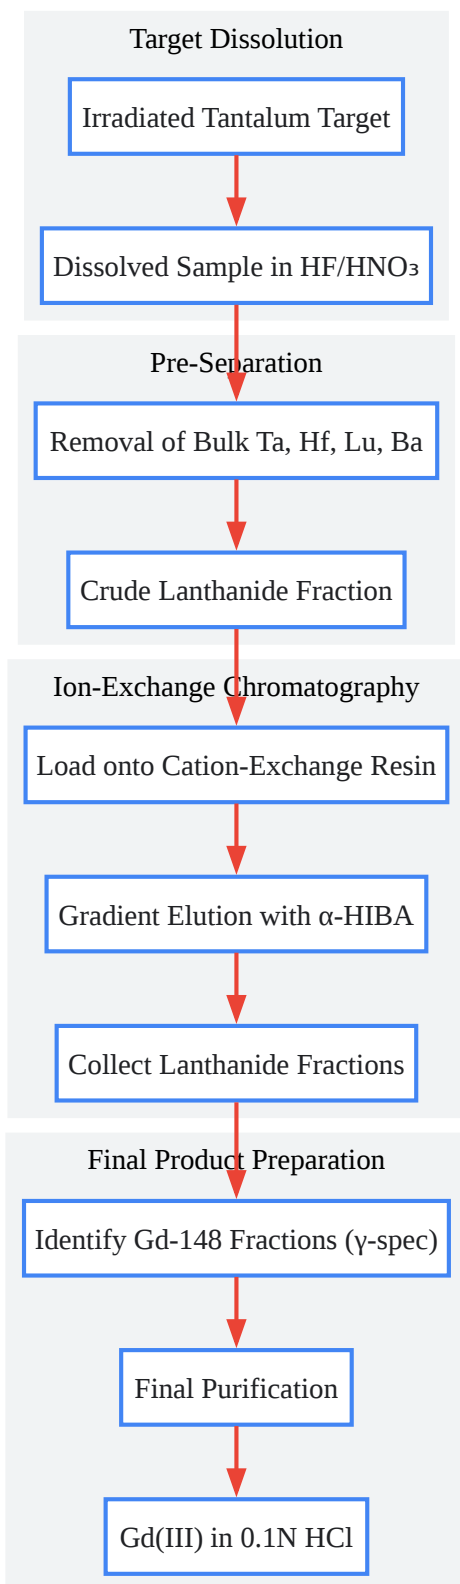 Target Dissolution
Irradiated Tantalum Target
Dissolved Sample in HF/HNO₃
Pre-Separation
Removal of Bulk Ta, Hf, Lu, Ba
Crude Lanthanide Fraction
Ion-Exchange Chromatography
Load onto Cation-Exchange Resin
Gradient Elution with α-HIBA
Collect Lanthanide Fractions
Final Product Preparation
Identify Gd-148 Fractions (γ-spec)
Final Purification
Gd(III) in 0.1N HCl